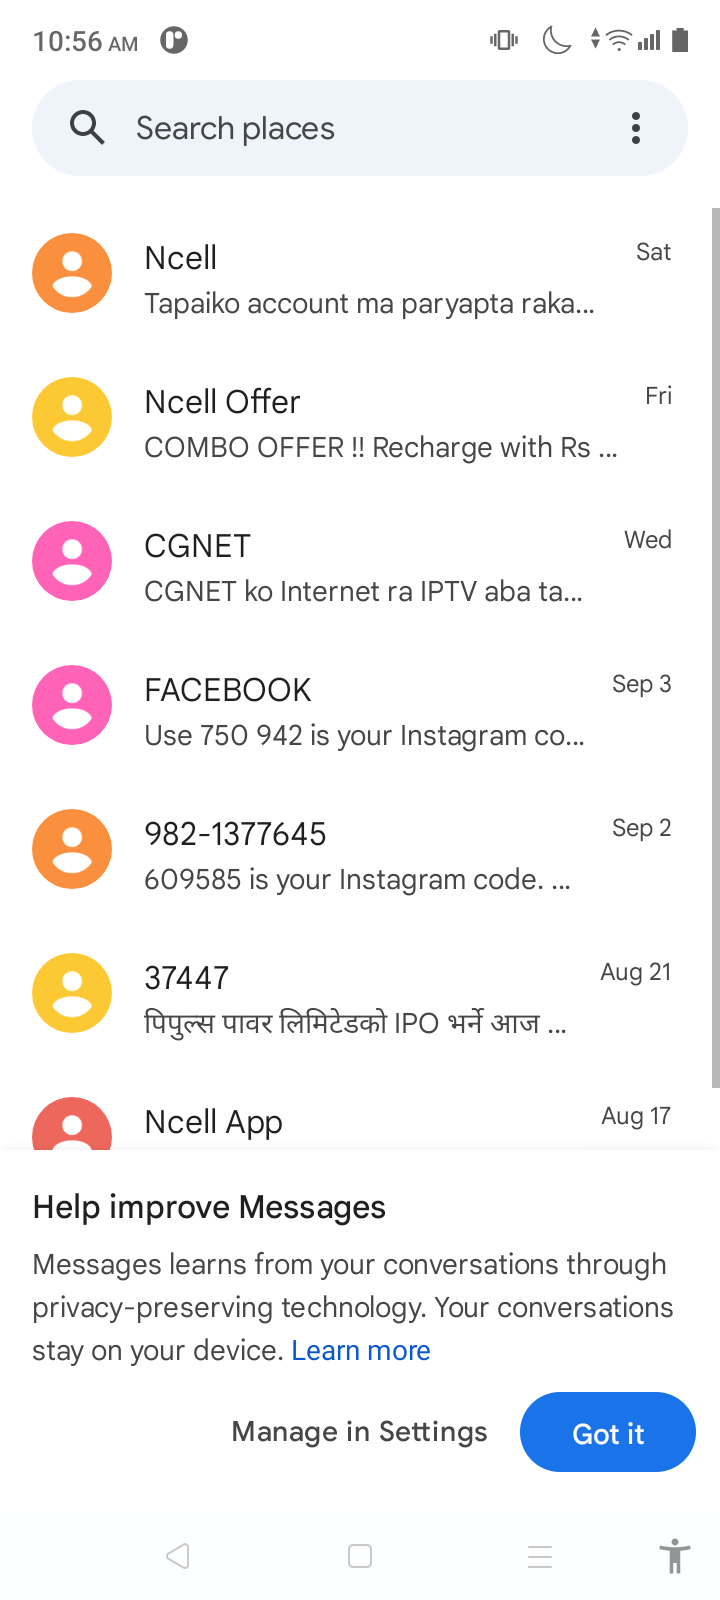 10:56 AM
Search places
Ncell
Sat
Tapaiko account ma paryapta raka...
Ncell Offer
Fri
COMBO OFFER !! Recharge with Rs ...
CGNET
Wed
CGNET ko Internet ra IPTV aba ta...
FACEBOOK
Sep 3
Use 750 942 is your Instagram co...
982-1377645
Sep 2
609585 is your Instagram code. ...
37447
Aug 21
पिपुल्स पावर लिमिटेडको IPO भर्ने आज ...
Ncell App
Aug 17
Help improve Messages
Messages learns from your conversations through
privacy-preserving technology. Your conversations
stay on your device. Learn more
Manage in Settings
Got it